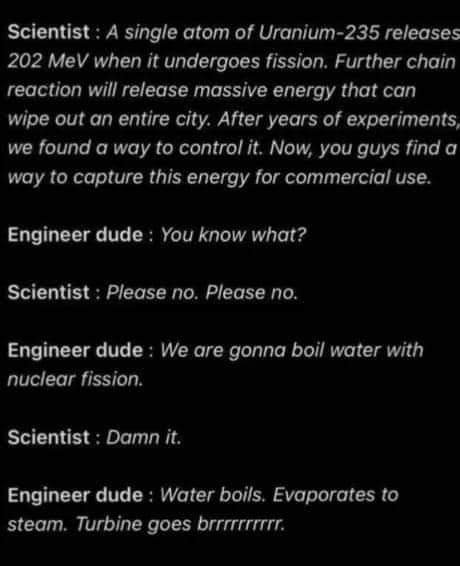 Scientist : A single atom of Uranium-235 releases
202 MeV when it undergoes fission. Further chain
reaction will release massive energy that can
wipe out an entire city. After years of experiments,
we found a way to control it. Now, you guys find a
way to capture this energy for commercial use.
Engineer dude : You know what?
Scientist : Please no. Please no.
Engineer dude : We are gonna boil water with
nuclear fission.
Scientist : Damn it.
Engineer dude : Water boils. Evaporates to
steam. Turbine goes brrrrrrrrrr.